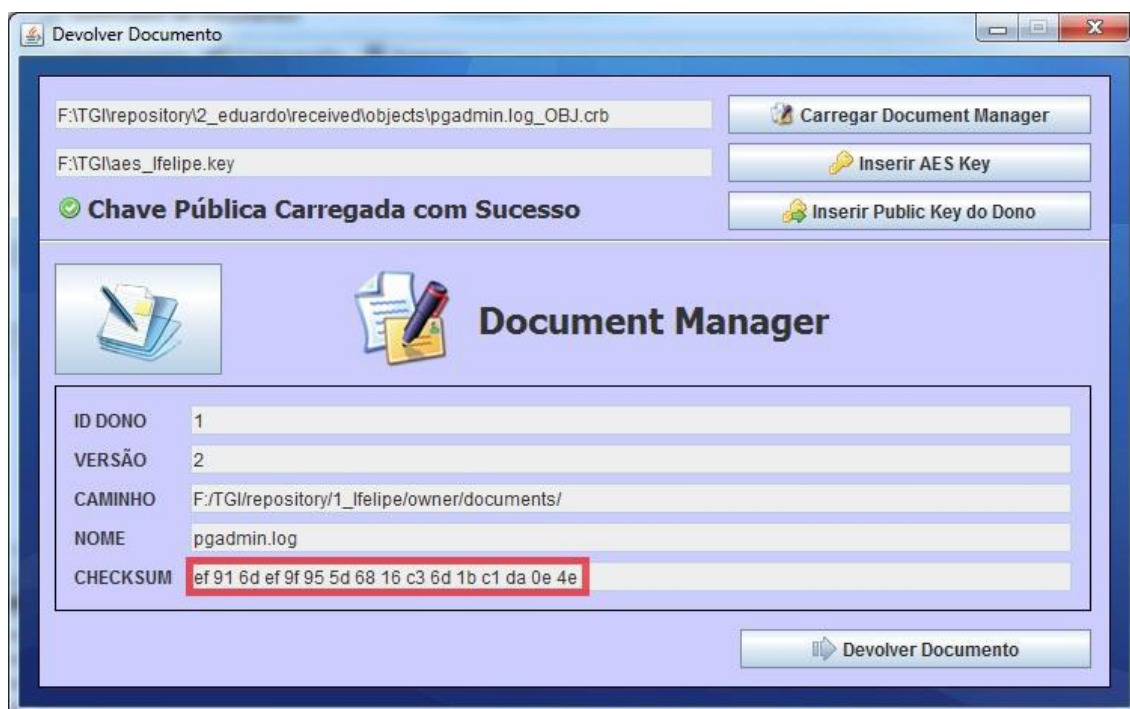 Devolver Documento
F:\TGI\repository\2_eduardo\received\objects\pgadmin.log_OBJ.crb
Carregar Document Manager
F:\TGI\aes_lfelipe.key
Inserir AES Key
Chave Pública Carregada com Sucesso
Inserir Public Key do Dono
Document Manager
ID DONO 1
VERSÃO 2
CAMINHO F:/TGI/repository/1_lfelipe/owner/documents/
NOME pgadmin.log
CHECKSUM ef 91 6d ef 9f 95 5d 68 16 c3 6d 1b c1 da 0e 4e
Devolver Documento